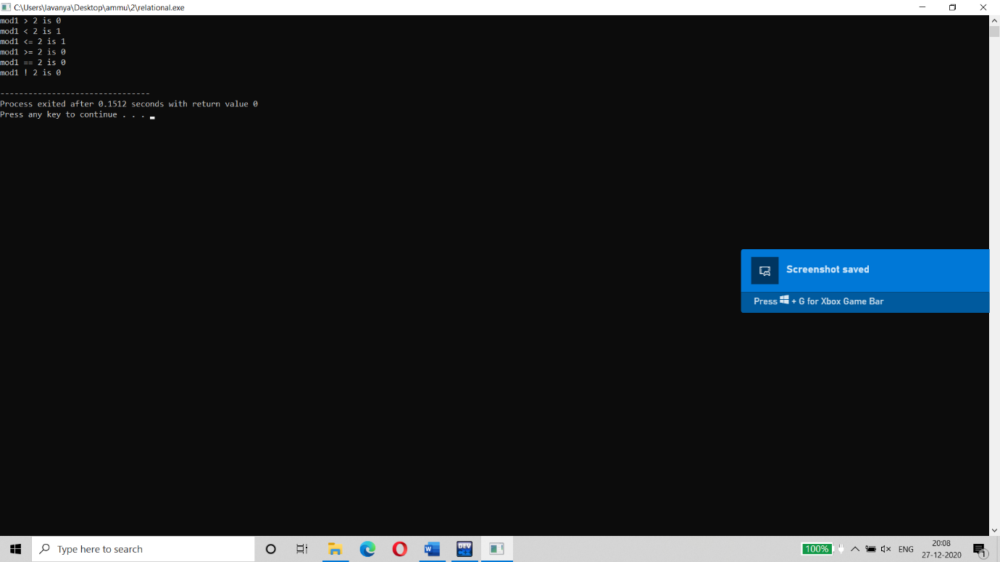 C:\Users\lavanya\Desktop\ammu\2\relational.exe
mod1 > 2 is 0
mod1 < 2 is 1
mod1 <= 2 is 1
mod1 >= 2 is 0
mod1 == 2 is 0
mod1 ! 2 is 0
--------------------------------
Process exited after 0.1512 seconds with return value 0
Press any key to continue . . .
Screenshot saved
Press + G for Xbox Game Bar
Type here to search
W
DEV
100%
ENG
20:08
27-12-2020
1